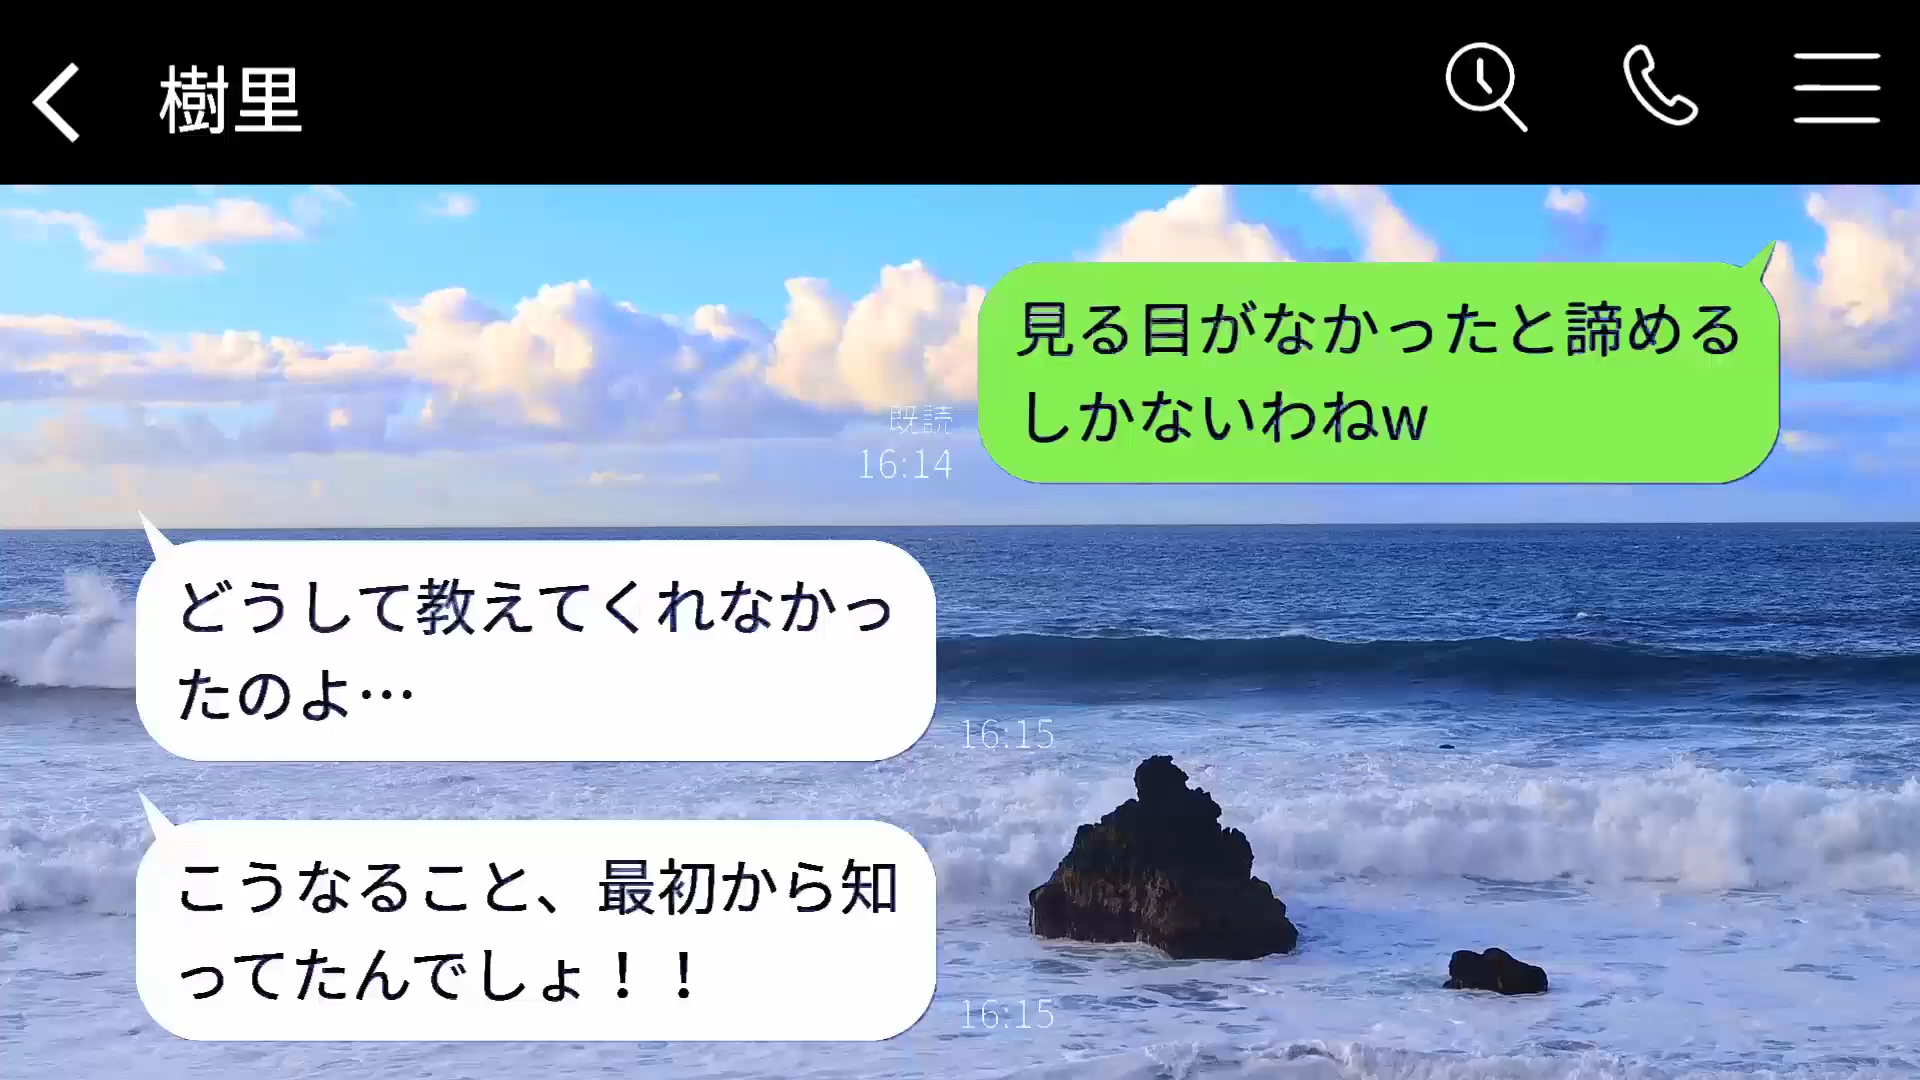 樹里
見る目がなかったと諦める
しかないわねw
既読
16:14
どうして教えてくれなかっ
たのよ…
16:15
こうなること、最初から知
ってたんでしょ！！
16:15